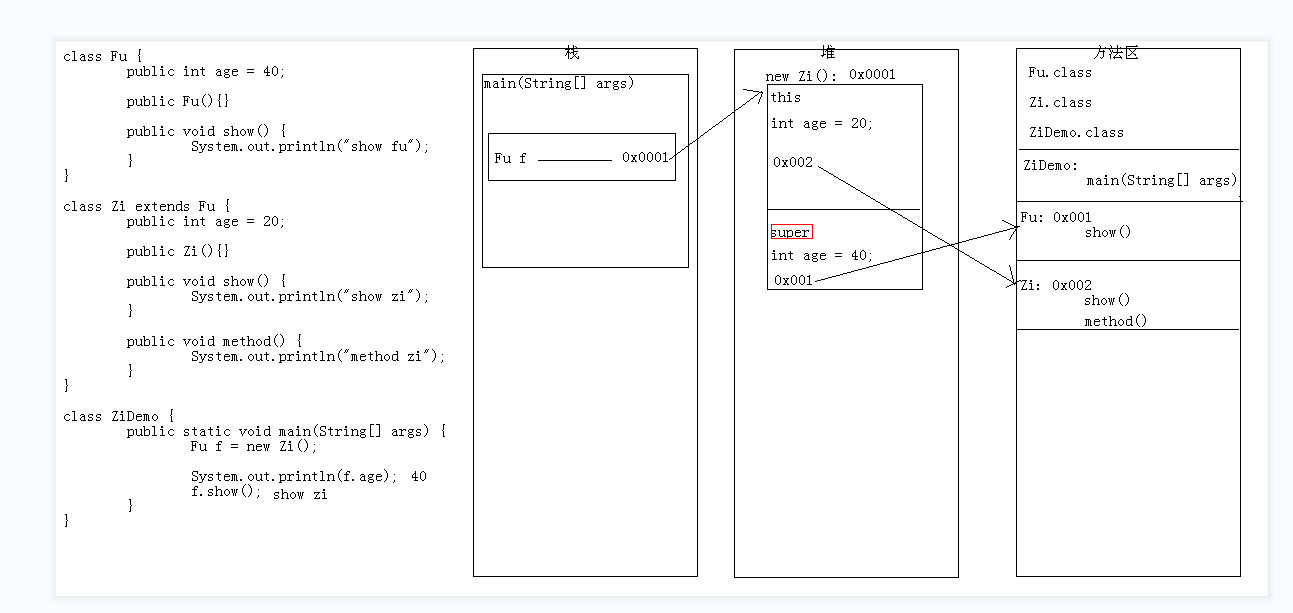 class Fu {
public int age = 40;
public Fu(){}
public void show() {
System.out.println("show fu");
}
}
class Zi extends Fu {
public int age = 20;
public Zi(){}
public void show() {
System.out.println("show zi");
}
public void method() {
System.out.println("method zi");
}
}
class ZiDemo {
public static void main(String[] args) {
Fu f = new Zi();
System.out.println(f.age); 40
f.show(); show zi
}
}
栈
main(String[] args)
Fu f 0x0001
堆
new Zi(): 0x0001
this
int age = 20;
0x002
super
int age = 40;
0x001
方法区
Fu.class
Zi.class
ZiDemo.class
ZiDemo:
main(String[] args)
Fu: 0x001
show()
Zi: 0x002
show()
method()